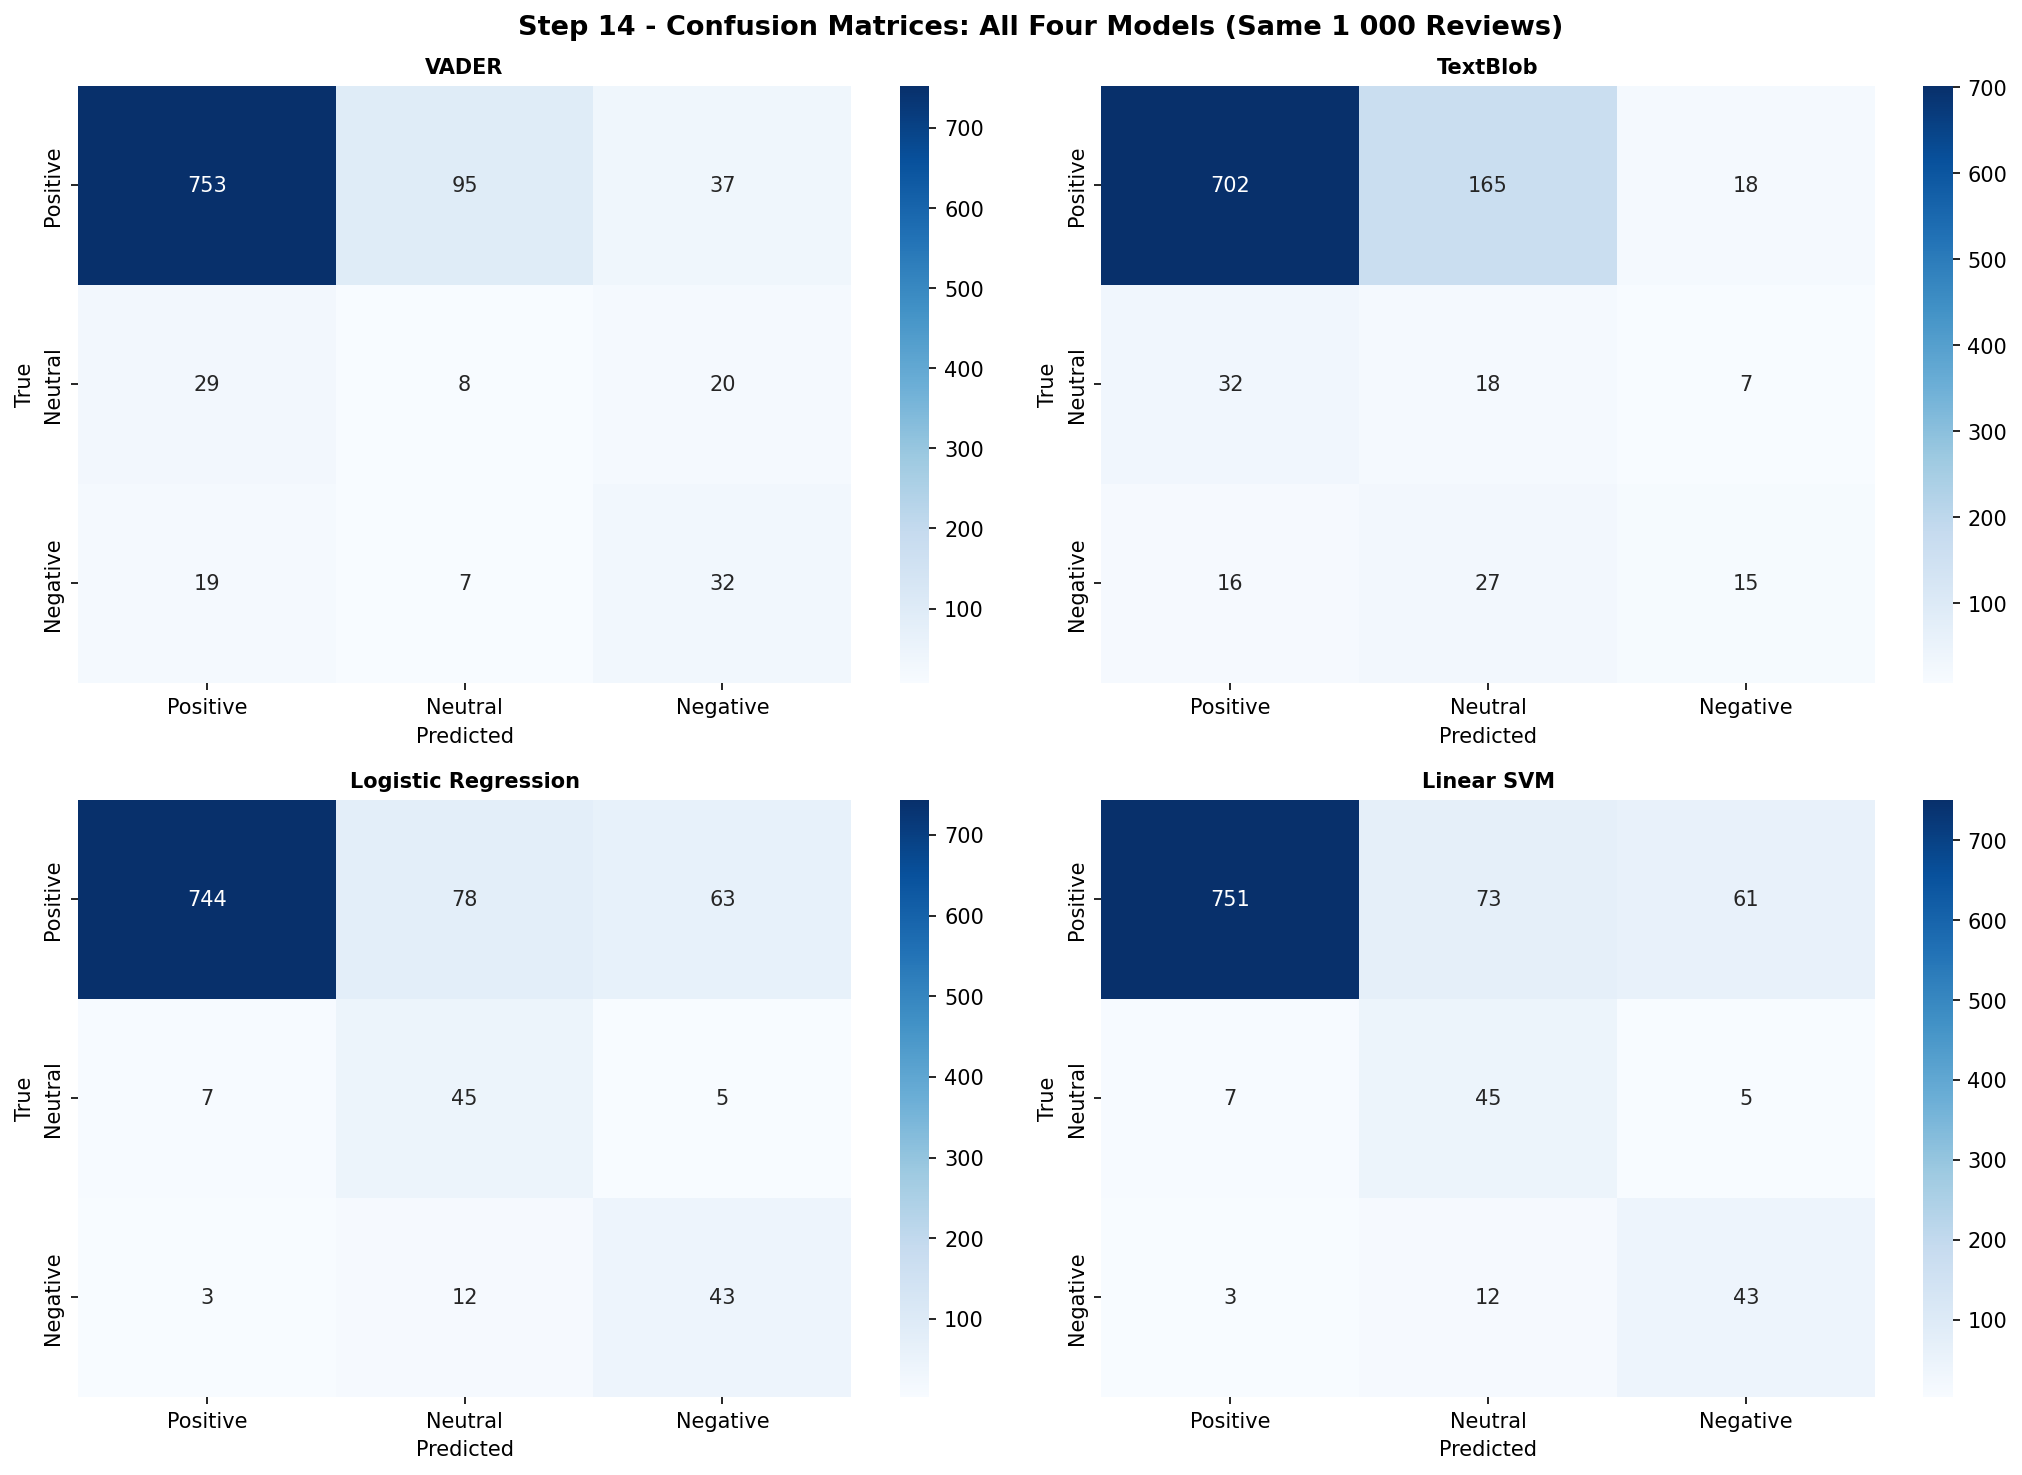 Step 14 - Confusion Matrices: All Four Models (Same 1 000 Reviews)
VADER
True
Positive
Neutral
Negative
753 95 37
29 8 20
19 7 32
Positive Neutral Negative
Predicted
700
600
500
400
300
200
100
TextBlob
True
Positive
Neutral
Negative
702 165 18
32 18 7
16 27 15
Positive Neutral Negative
Predicted
700
600
500
400
300
200
100
Logistic Regression
True
Positive
Neutral
Negative
744 78 63
7 45 5
3 12 43
Positive Neutral Negative
Predicted
700
600
500
400
300
200
100
Linear SVM
True
Positive
Neutral
Negative
751 73 61
7 45 5
3 12 43
Positive Neutral Negative
Predicted
700
600
500
400
300
200
100